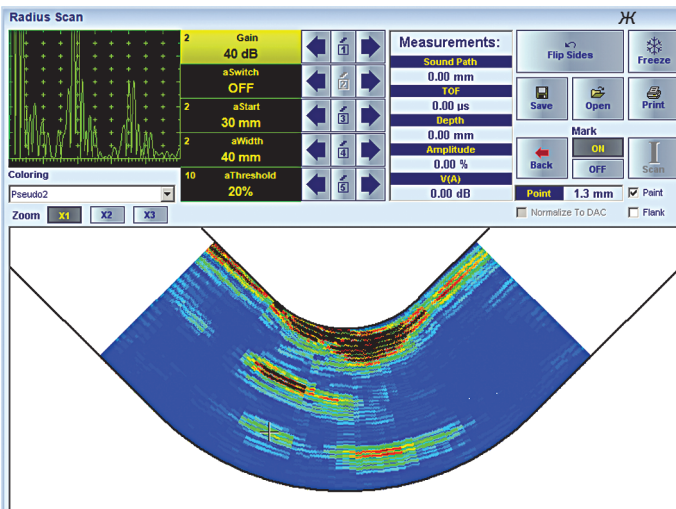 Radius Scan
Ж
2 Gain
40 dB
aSwitch
OFF
2 aStart
30 mm
2 aWidth
40 mm
10 aThreshold
20%
1
2
3
4
5
Measurements:
Sound Path
0.00 mm
TOF
0.00 µs
Depth
0.00 mm
Amplitude
0.00 %
V(A)
0.00 dB
Flip Sides
Freeze
Save
Open
Print
Mark
Back
ON
OFF
Scan
Point 1.3 mm
Paint
Normalize To DAC
Flank
Coloring
Pseudo2
Zoom X1 X2 X3